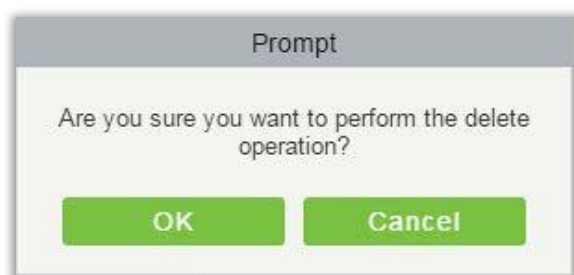 Prompt
Are you sure you want to perform the delete
operation?
OK
Cancel